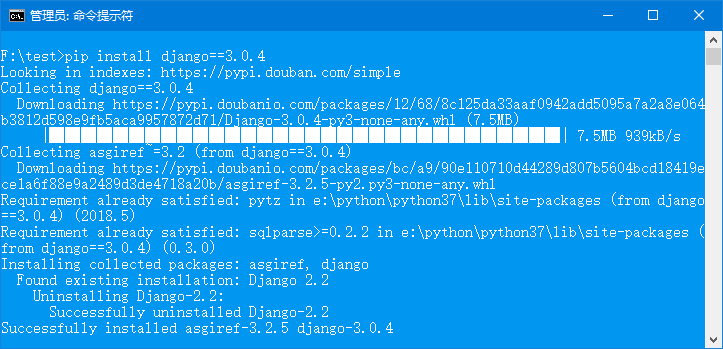 管理员: 命令提示符
F:\test>pip install django==3.0.4
Looking in indexes: https://pypi.douban.com/simple
Collecting django==3.0.4
  Downloading https://pypi.doubanio.com/packages/12/68/8c125da33aaf0942add5095a7a2a8e064
b3812d598e9fb5aca9957872d71/Django-3.0.4-py3-none-any.whl (7.5MB)
| | 7.5MB 939kB/s
Collecting asgiref~=3.2 (from django==3.0.4)
  Downloading https://pypi.doubanio.com/packages/bc/a9/90e110710d44289d807b5604bcd18419e
ce1a6f88e9a2489d3de4718a20b/asgiref-3.2.5-py2.py3-none-any.whl
Requirement already satisfied: pytz in e:\python\python37\lib\site-packages (from django
==3.0.4) (2018.5)
Requirement already satisfied: sqlparse>=0.2.2 in e:\python\python37\lib\site-packages (
from django==3.0.4) (0.3.0)
Installing collected packages: asgiref, django
  Found existing installation: Django 2.2
    Uninstalling Django-2.2:
      Successfully uninstalled Django-2.2
Successfully installed asgiref-3.2.5 django-3.0.4